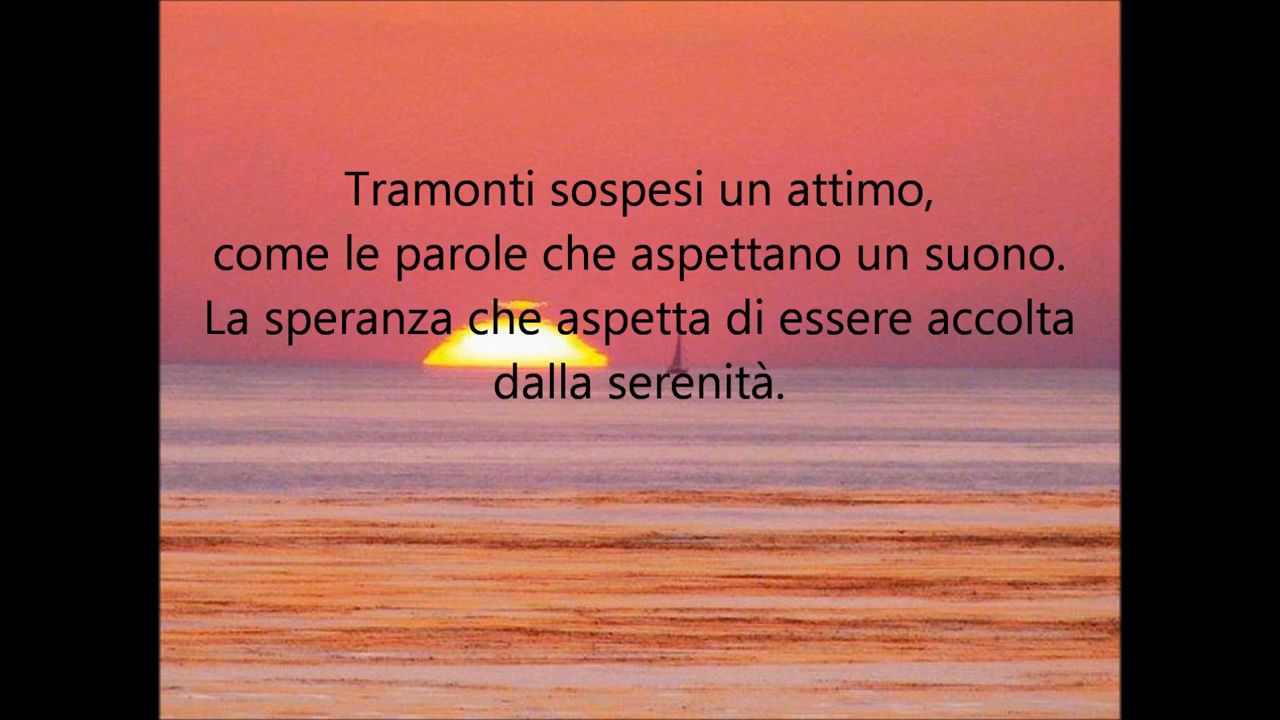 Tramonti sospesi un attimo,
come le parole che aspettano un suono.
La speranza che aspetta di essere accolta
dalla serenità.